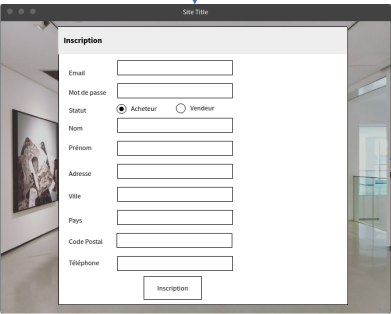 Site Title
Inscription
Email
Mot de passe
Statut Acheteur Vendeur
Nom
Prénom
Adresse
Ville
Pays
Code Postal
Téléphone
Inscription